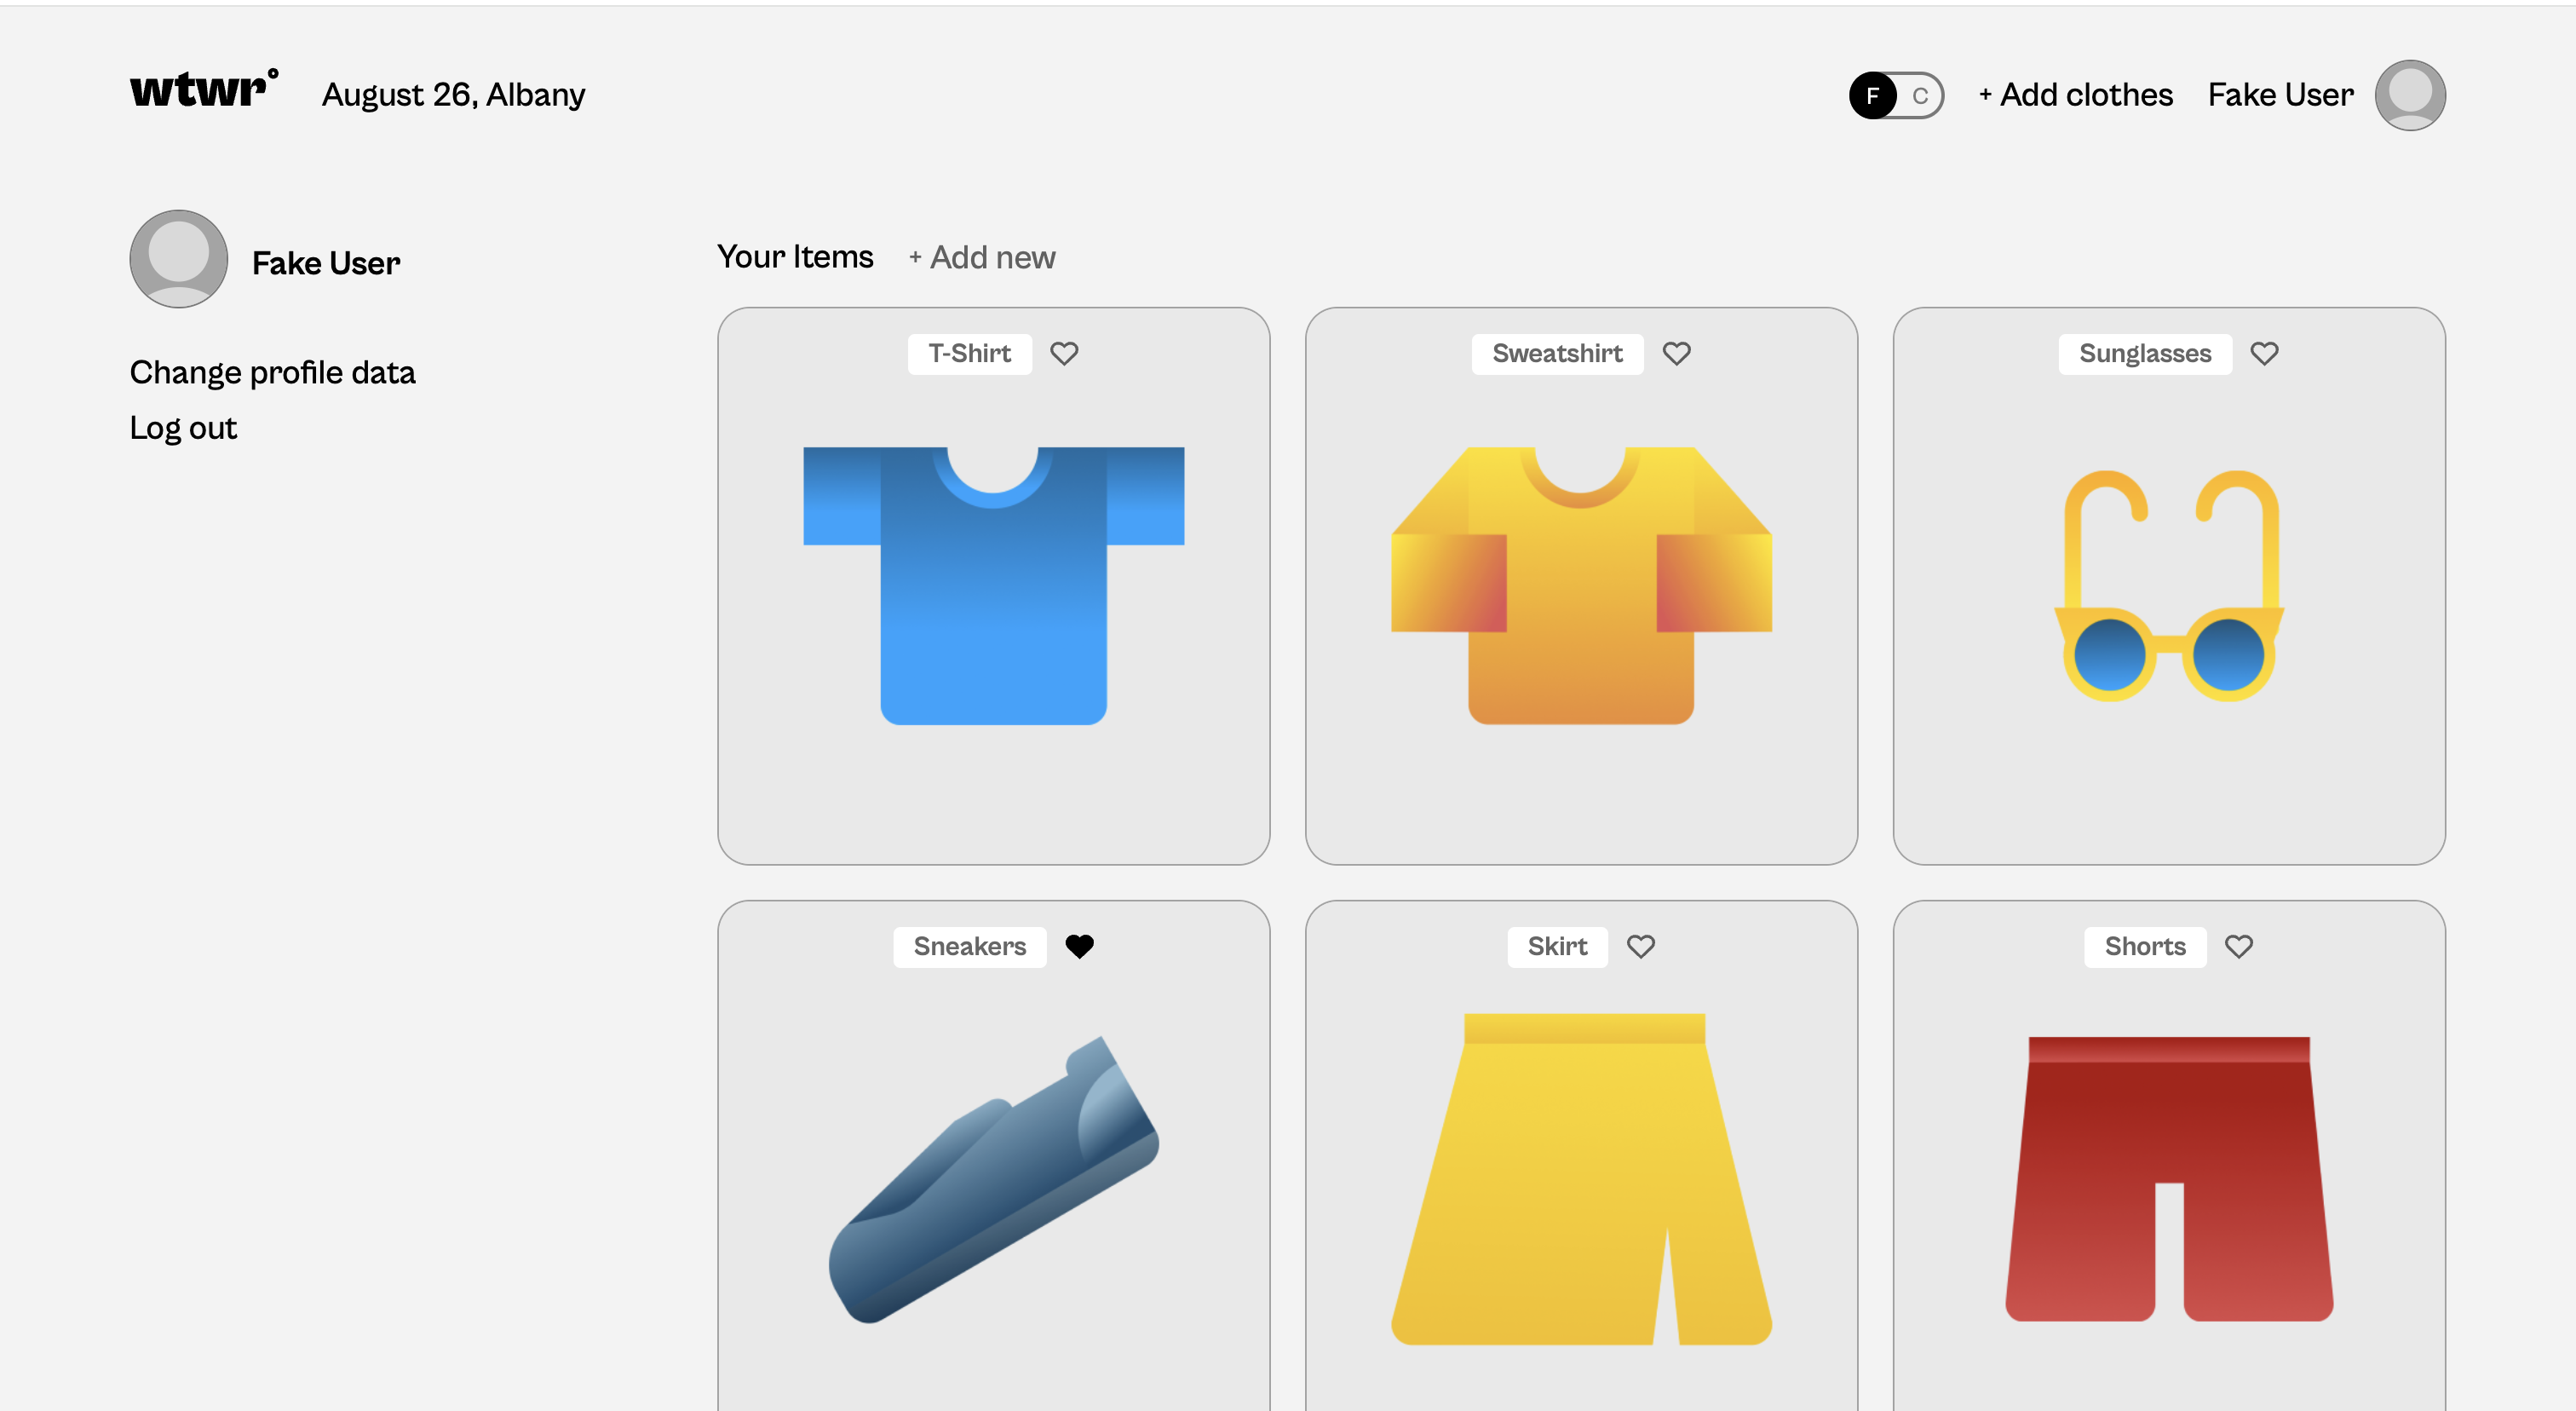 wtwr° August 26, Albany F C + Add clothes Fake User
Fake User
Change profile data
Log out
Your Items + Add new
T-Shirt
Sweatshirt
Sunglasses
Sneakers
Skirt
Shorts